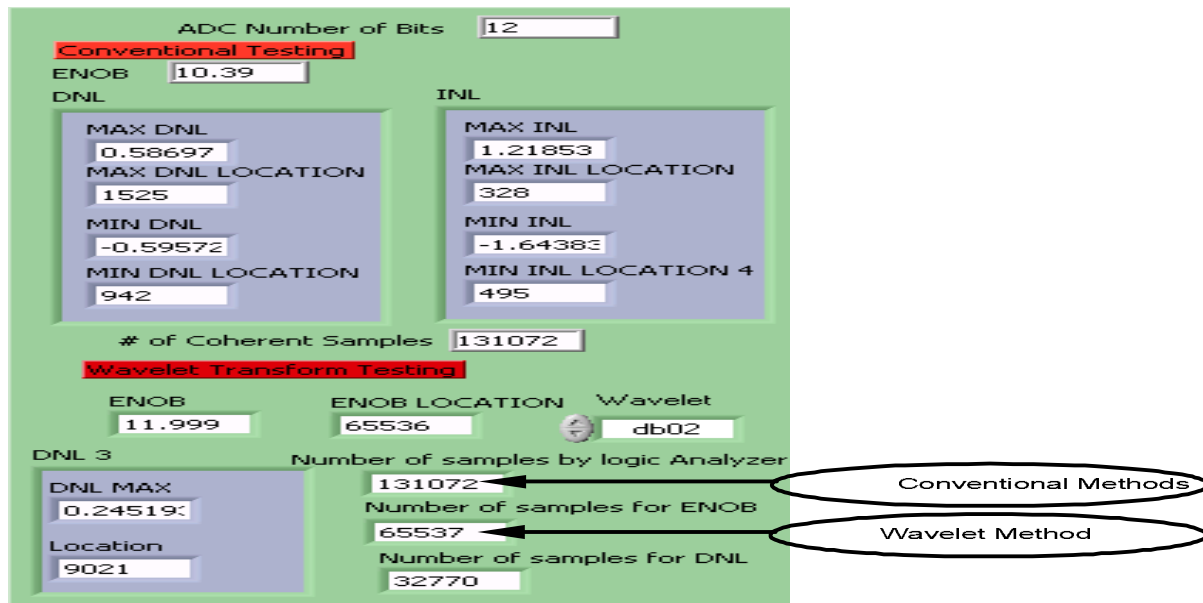 ADC Number of Bits 12
Conventional Testing
ENOB 10.39
DNL
MAX DNL
0.58697
MAX DNL LOCATION
1525
MIN DNL
-0.59572
MIN DNL LOCATION
942
INL
MAX INL
1.21853
MAX INL LOCATION
328
MIN INL
-1.64383
MIN INL LOCATION 4
495
# of Coherent Samples 131072
Wavelet Transform Testing
ENOB
11.999
ENOB LOCATION
65536
Wavelet
db02
DNL 3
DNL MAX
0.24519
Location
9021
Number of samples by logic Analyzer
131072
Conventional Methods
Number of samples for ENOB
65537
Wavelet Method
Number of samples for DNL
32770